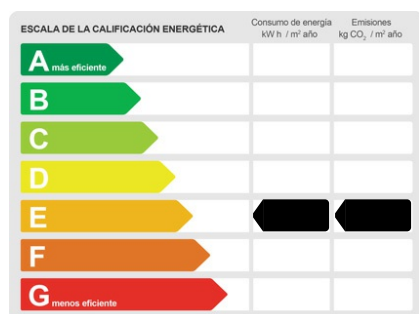 ESCALA DE LA CALIFICACIÓN ENERGÉTICA
Consumo de energía
kW h / m² año
Emisiones
kg CO₂ / m² año
A más eficiente
B
C
D
E
F
G menos eficiente